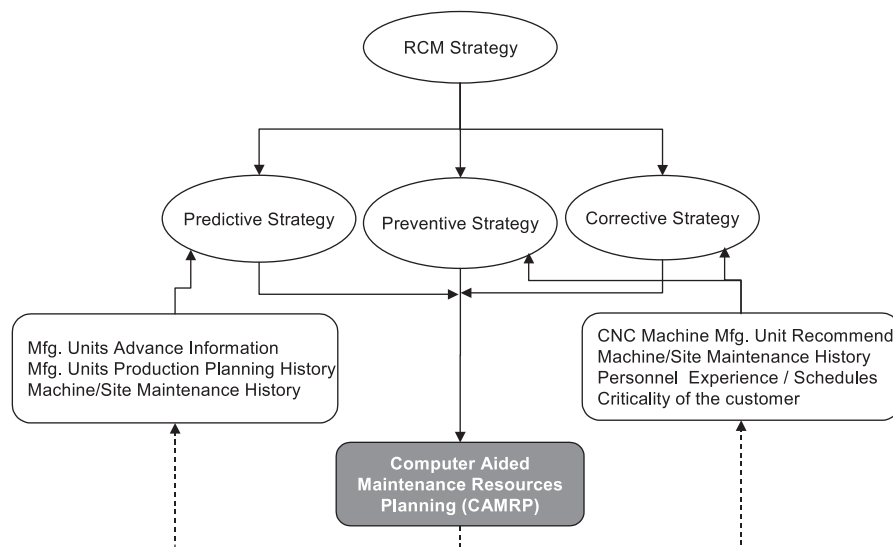 RCM Strategy
Predictive Strategy
Preventive Strategy
Corrective Strategy
Mfg. Units Advance Information
Mfg. Units Production Planning History
Machine/Site Maintenance History
CNC Machine Mfg. Unit Recommend
Machine/Site Maintenance History
Personnel Experience / Schedules
Criticality of the customer
Computer Aided
Maintenance Resources
Planning (CAMRP)